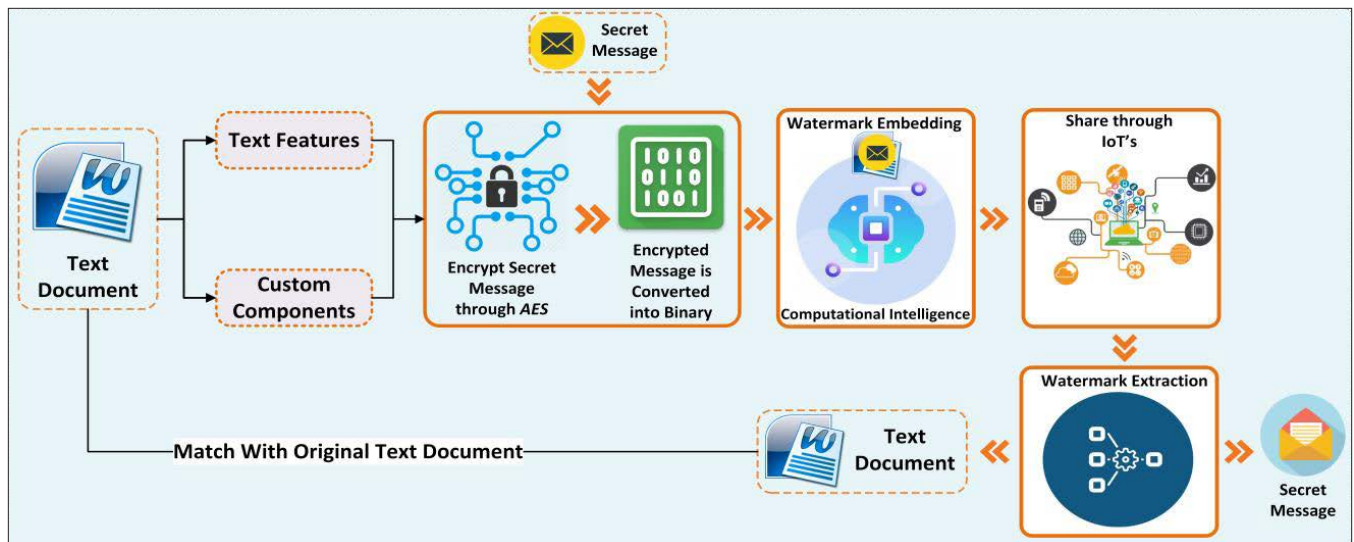 Secret
Message
Text
Document
Text Features
Custom
Components
Encrypt Secret
Message
through AES
1010
0110
1001
Encrypted
Message is
Converted
into Binary
Watermark Embedding
Computational Intelligence
Share through
IoT's
Watermark Extraction
Secret
Message
Text
Document
Match With Original Text Document